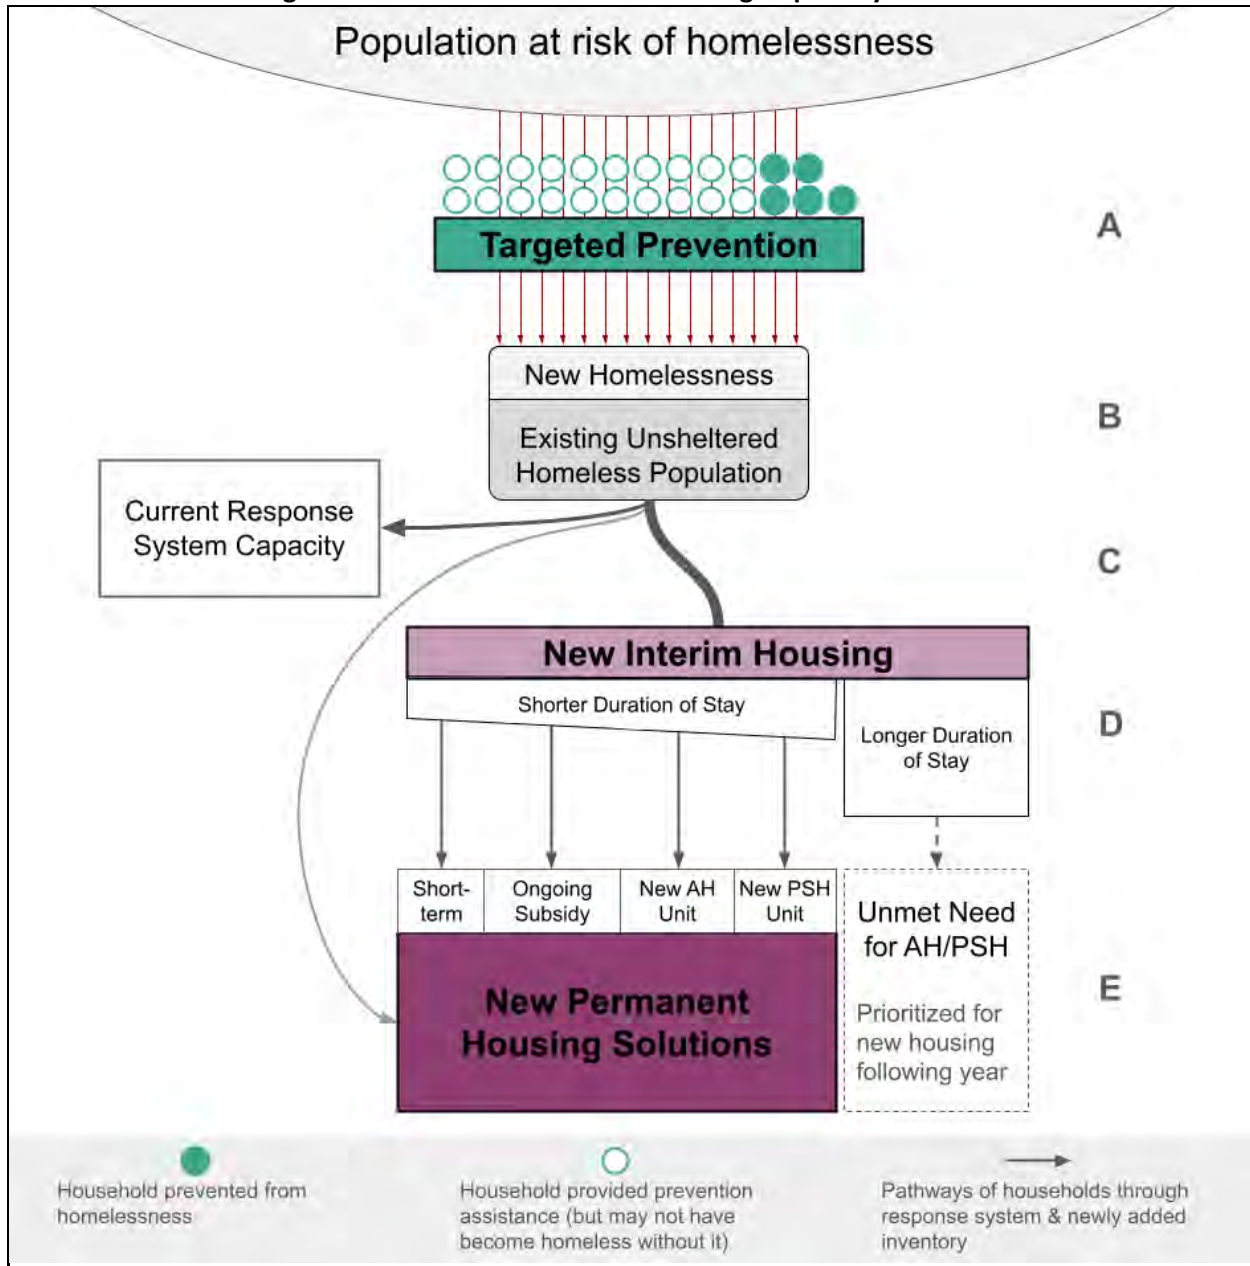 Population at risk of homelessness
Targeted Prevention
A
New Homelessness
Existing Unsheltered
Homeless Population
B
Current Response
System Capacity
C
New Interim Housing
Shorter Duration of Stay
Longer Duration
of Stay
D
Short-
term
Ongoing
Subsidy
New AH
Unit
New PSH
Unit
Unmet Need
for AH/PSH
Prioritized for
new housing
following year
New Permanent
Housing Solutions
E
Household prevented from
homelessness
Household provided prevention
assistance (but may not have
become homeless without it)
Pathways of households through
response system & newly added
inventory